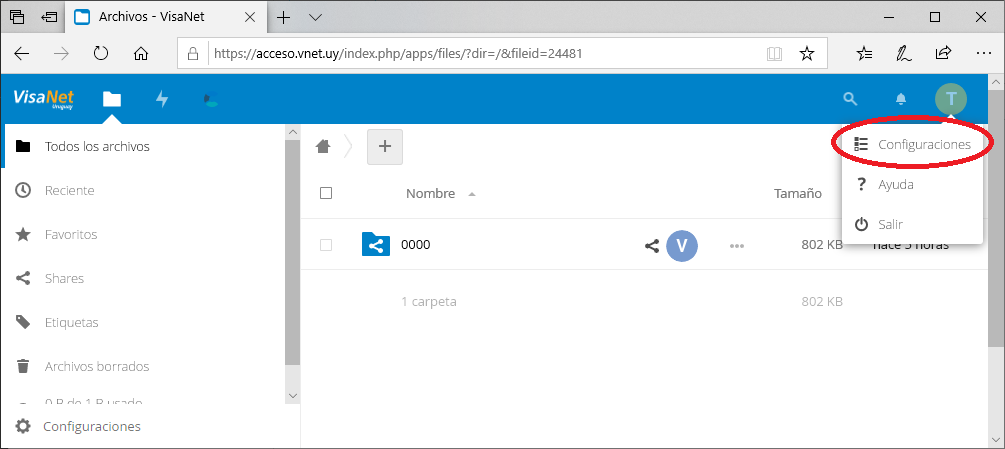 Archivos - VisaNet
https://acceso.vnet.uy/index.php/apps/files/?dir=/&fileid=24481
VisaNet
Uruguay
T
Todos los archivos
Reciente
Favoritos
Shares
Etiquetas
Archivos borrados
0 B de 1 B usado
Configuraciones
Nombre
Tamaño
0000
V
802 KB
hace 5 horas
1 carpeta
802 KB
Configuraciones
Ayuda
Salir